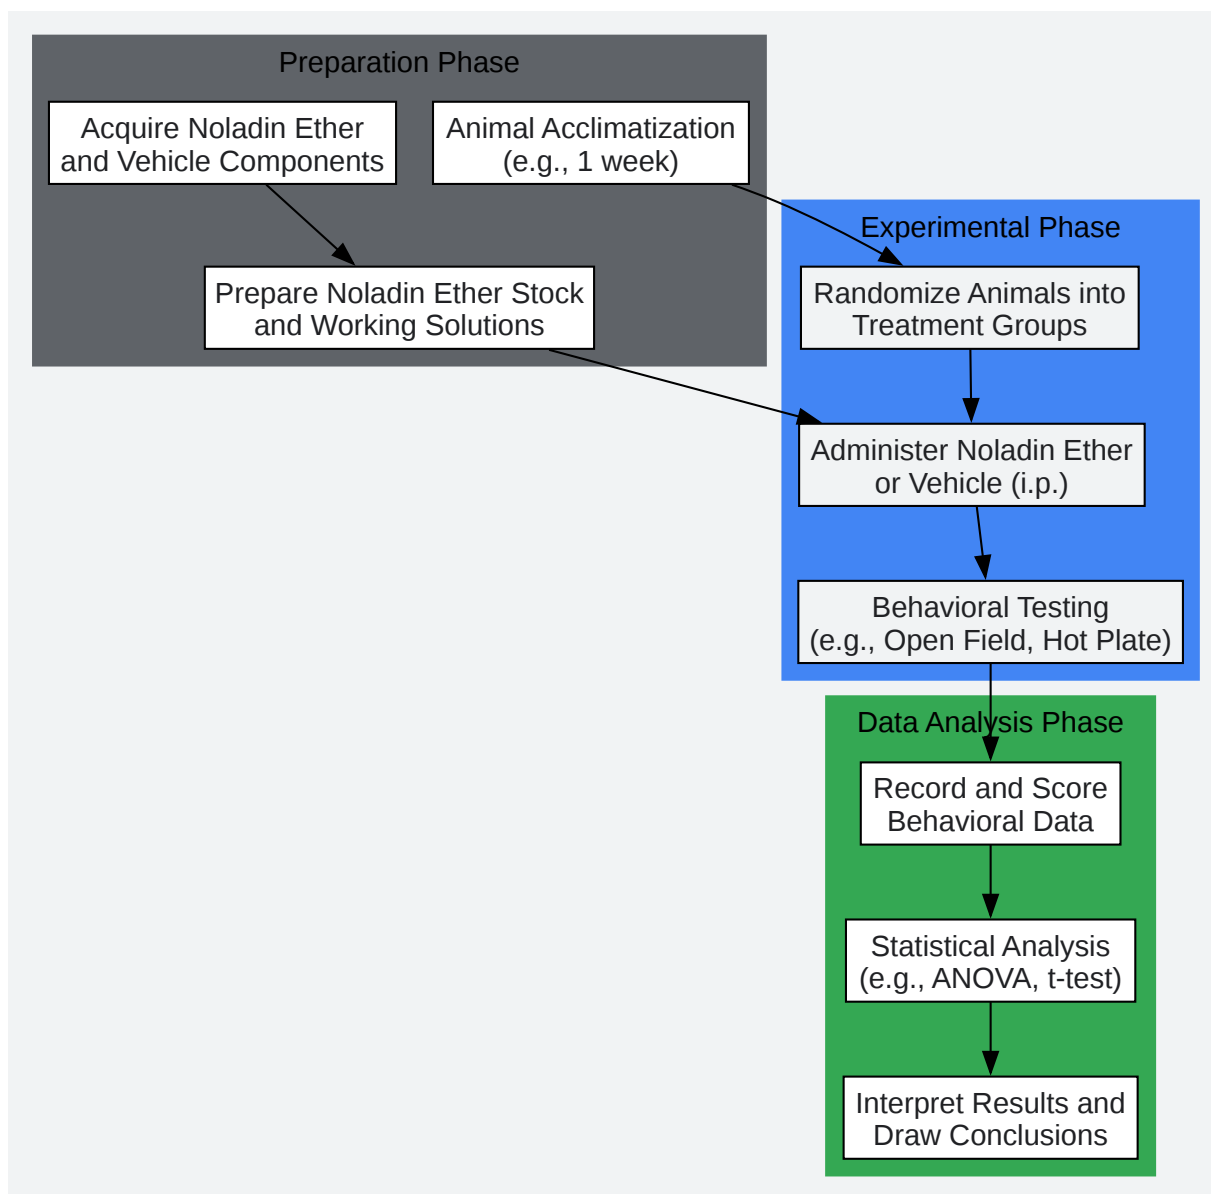 Preparation Phase
Acquire Noladin Ether
and Vehicle Components
Animal Acclimatization
(e.g., 1 week)
Prepare Noladin Ether Stock
and Working Solutions
Experimental Phase
Randomize Animals into
Treatment Groups
Administer Noladin Ether
or Vehicle (i.p.)
Behavioral Testing
(e.g., Open Field, Hot Plate)
Data Analysis Phase
Record and Score
Behavioral Data
Statistical Analysis
(e.g., ANOVA, t-test)
Interpret Results and
Draw Conclusions